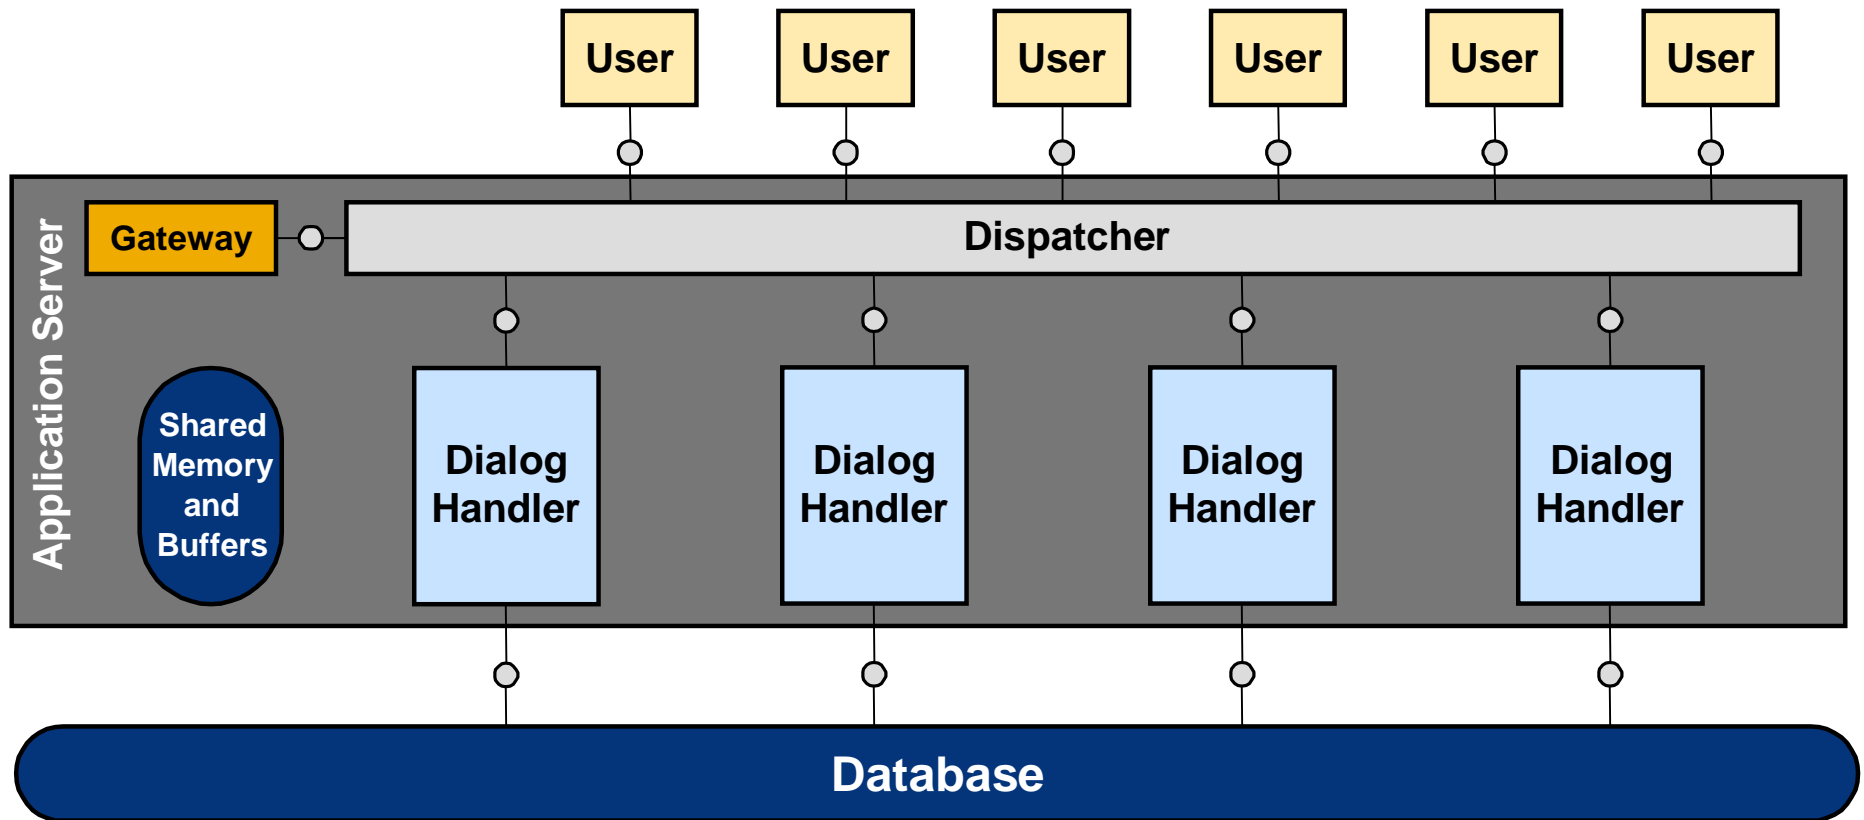 User
User
User
User
User
User
Application Server
Gateway
Dispatcher
Shared
Memory
and
Buffers
Dialog
Handler
Dialog
Handler
Dialog
Handler
Dialog
Handler
Database